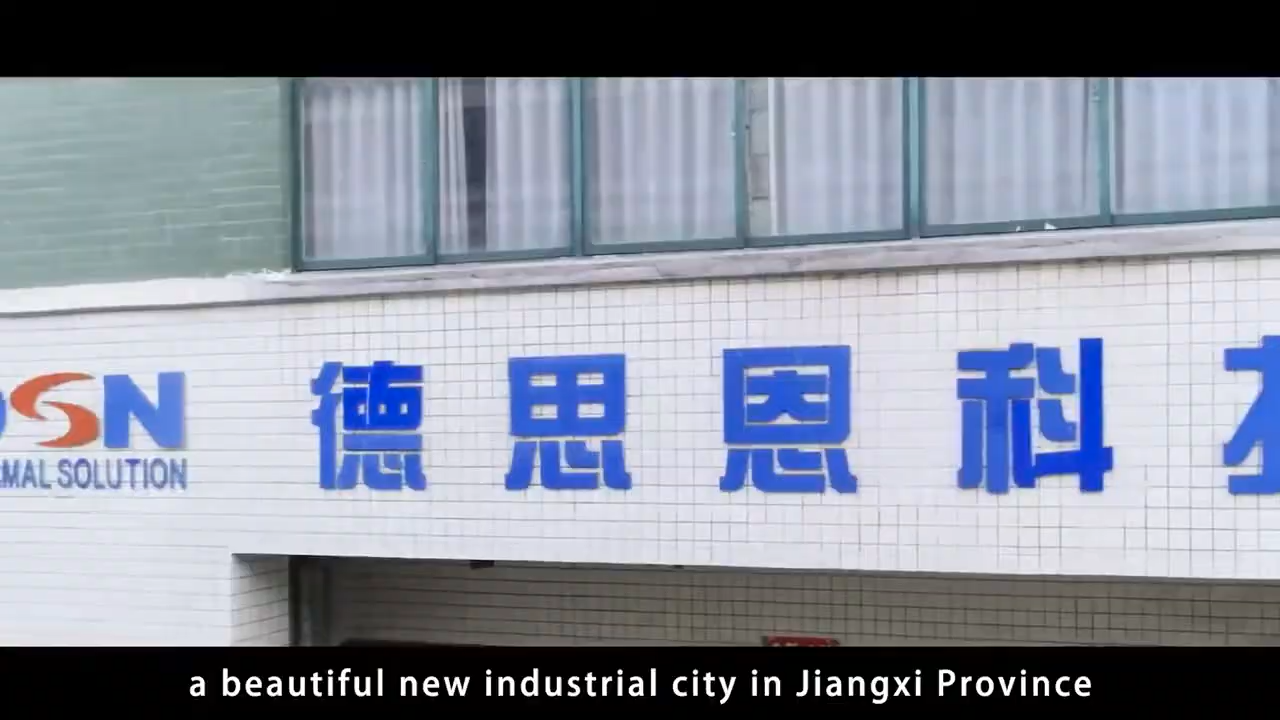 SN
德思恩科
MAL SOLUTION
a beautiful new industrial city in Jiangxi Province